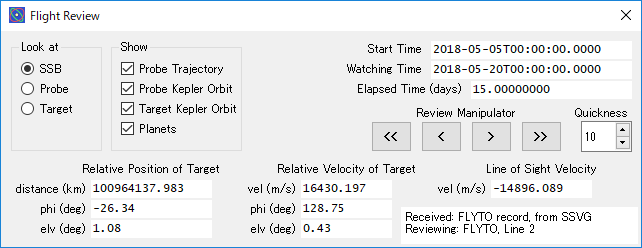 Flight Review
Look at
SSB
Probe
Target
Show
Probe Trajectory
Probe Kepler Orbit
Target Kepler Orbit
Planets
Start Time 2018-05-05T00:00:00.0000
Watching Time 2018-05-20T00:00:00.0000
Elapsed Time (days) 15.00000000
Review Manipulator
<< < > >>
Quickness
10
Relative Position of Target
distance (km) 100964137.983
phi (deg) -26.34
elv (deg) 1.08
Relative Velocity of Target
vel (m/s) 16430.197
phi (deg) 128.75
elv (deg) 0.43
Line of Sight Velocity
vel (m/s) -14896.089
Received: FLYTO record, from SSVG
Reviewing: FLYTO, Line 2